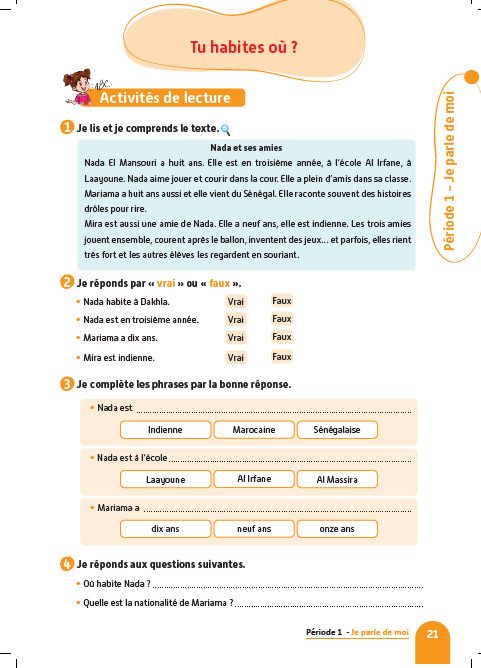 Tu habites où ?
ABC
Activités de lecture
1 Je lis et je comprends le texte.
Nada et ses amies
Nada El Mansouri a huit ans. Elle est en troisième année, à l'école Al Irfane, à
Laayoune. Nada aime jouer et courir dans la cour. Elle a plein d'amis dans sa classe.
Mariama a huit ans aussi et elle vient du Sénégal. Elle raconte souvent des histoires
drôles pour rire.
Mira est aussi une amie de Nada. Elle a neuf ans, elle est indienne. Les trois amies
jouent ensemble, courent après le ballon, inventent des jeux... et parfois, elles rient
très fort et les autres élèves les regardent en souriant.
2 Je réponds par « vrai » ou « faux ».
• Nada habite à Dakhla. Vrai Faux
• Nada est en troisième année. Vrai Faux
• Mariama a dix ans. Vrai Faux
• Mira est indienne. Vrai Faux
3 Je complète les phrases par la bonne réponse.
• Nada est
Indienne Marocaine Sénégalaise
• Nada est à l'école
Laayoune Al Irfane Al Massira
• Mariama a
dix ans neuf ans onze ans
4 Je réponds aux questions suivantes.
• Où habite Nada ?
• Quelle est la nationalité de Mariama ?
Période 1 - Je parle de moi
21
Période 1 - Je parle de moi